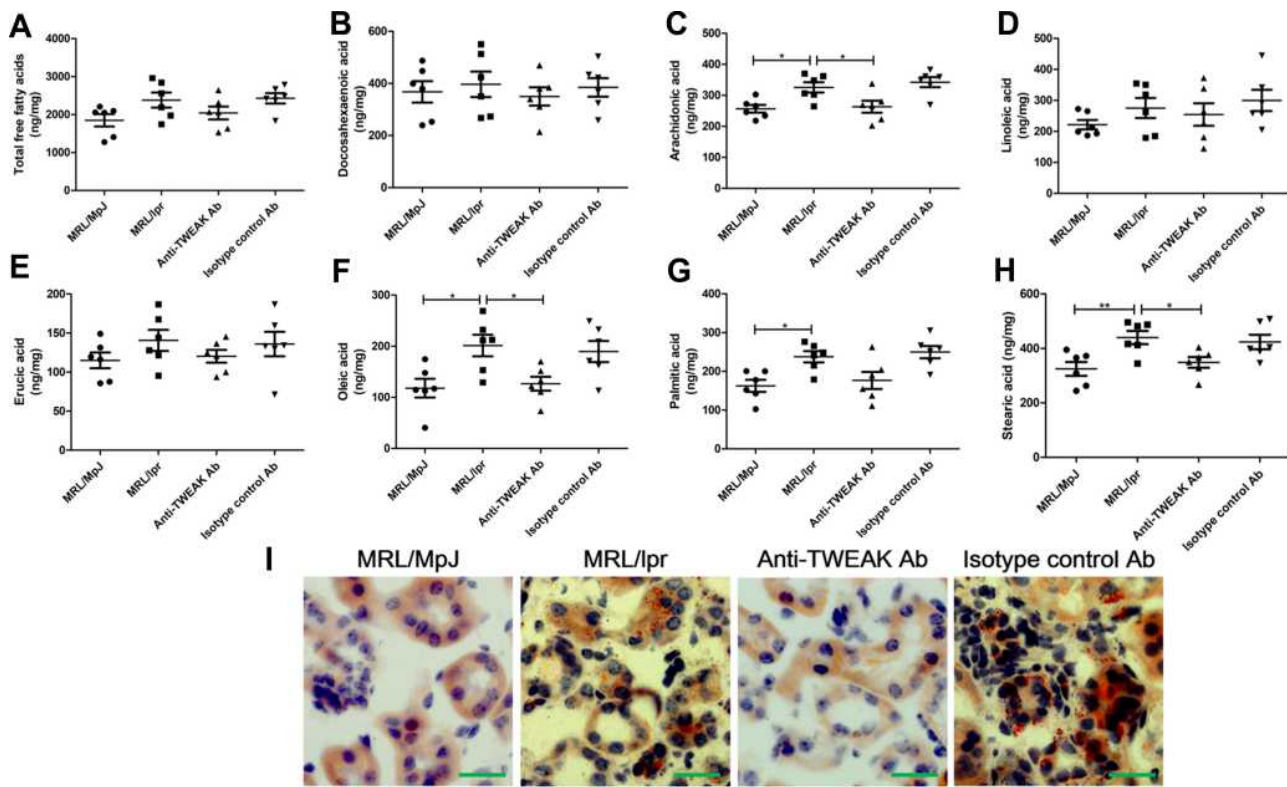 A
Total free fatty acids
(ng/mg)
4000
3000
2000
1000
0
MRL/MpJ
MRL/lpr
Anti-TWEAK Ab
Isotype control Ab
B
Docosahexaenoic acid
(ng/mg)
600
400
200
0
MRL/MpJ
MRL/lpr
Anti-TWEAK Ab
Isotype control Ab
C
Arachidonic acid
(ng/mg)
500
400
300
200
100
0
* *
MRL/MpJ
MRL/lpr
Anti-TWEAK Ab
Isotype control Ab
D
Linoleic acid
(ng/mg)
500
400
300
200
100
0
MRL/MpJ
MRL/lpr
Anti-TWEAK Ab
Isotype control Ab
E
Erucic acid
(ng/mg)
200
150
100
50
0
MRL/MpJ
MRL/lpr
Anti-TWEAK Ab
Isotype control Ab
F
Oleic acid
(ng/mg)
300
200
100
0
* *
MRL/MpJ
MRL/lpr
Anti-TWEAK Ab
Isotype control Ab
G
Palmitic acid
(ng/mg)
400
300
200
100
0
*
MRL/MpJ
MRL/lpr
Anti-TWEAK Ab
Isotype control Ab
H
Stearic acid (ng/mg)
600
400
200
0
** *
MRL/MpJ
MRL/lpr
Anti-TWEAK Ab
Isotype control Ab
I
MRL/MpJ
MRL/lpr
Anti-TWEAK Ab
Isotype control Ab